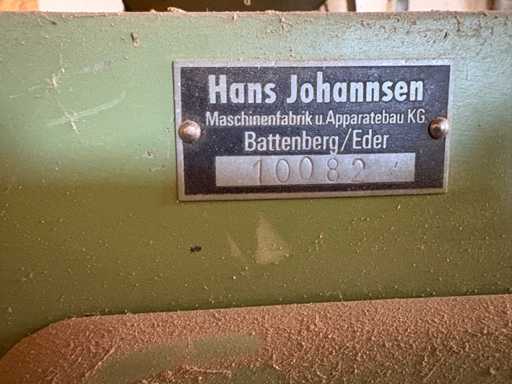 Hans Johannsen
Maschinenfabrik u. Apparatebau KG
Battenberg/Eder
10082